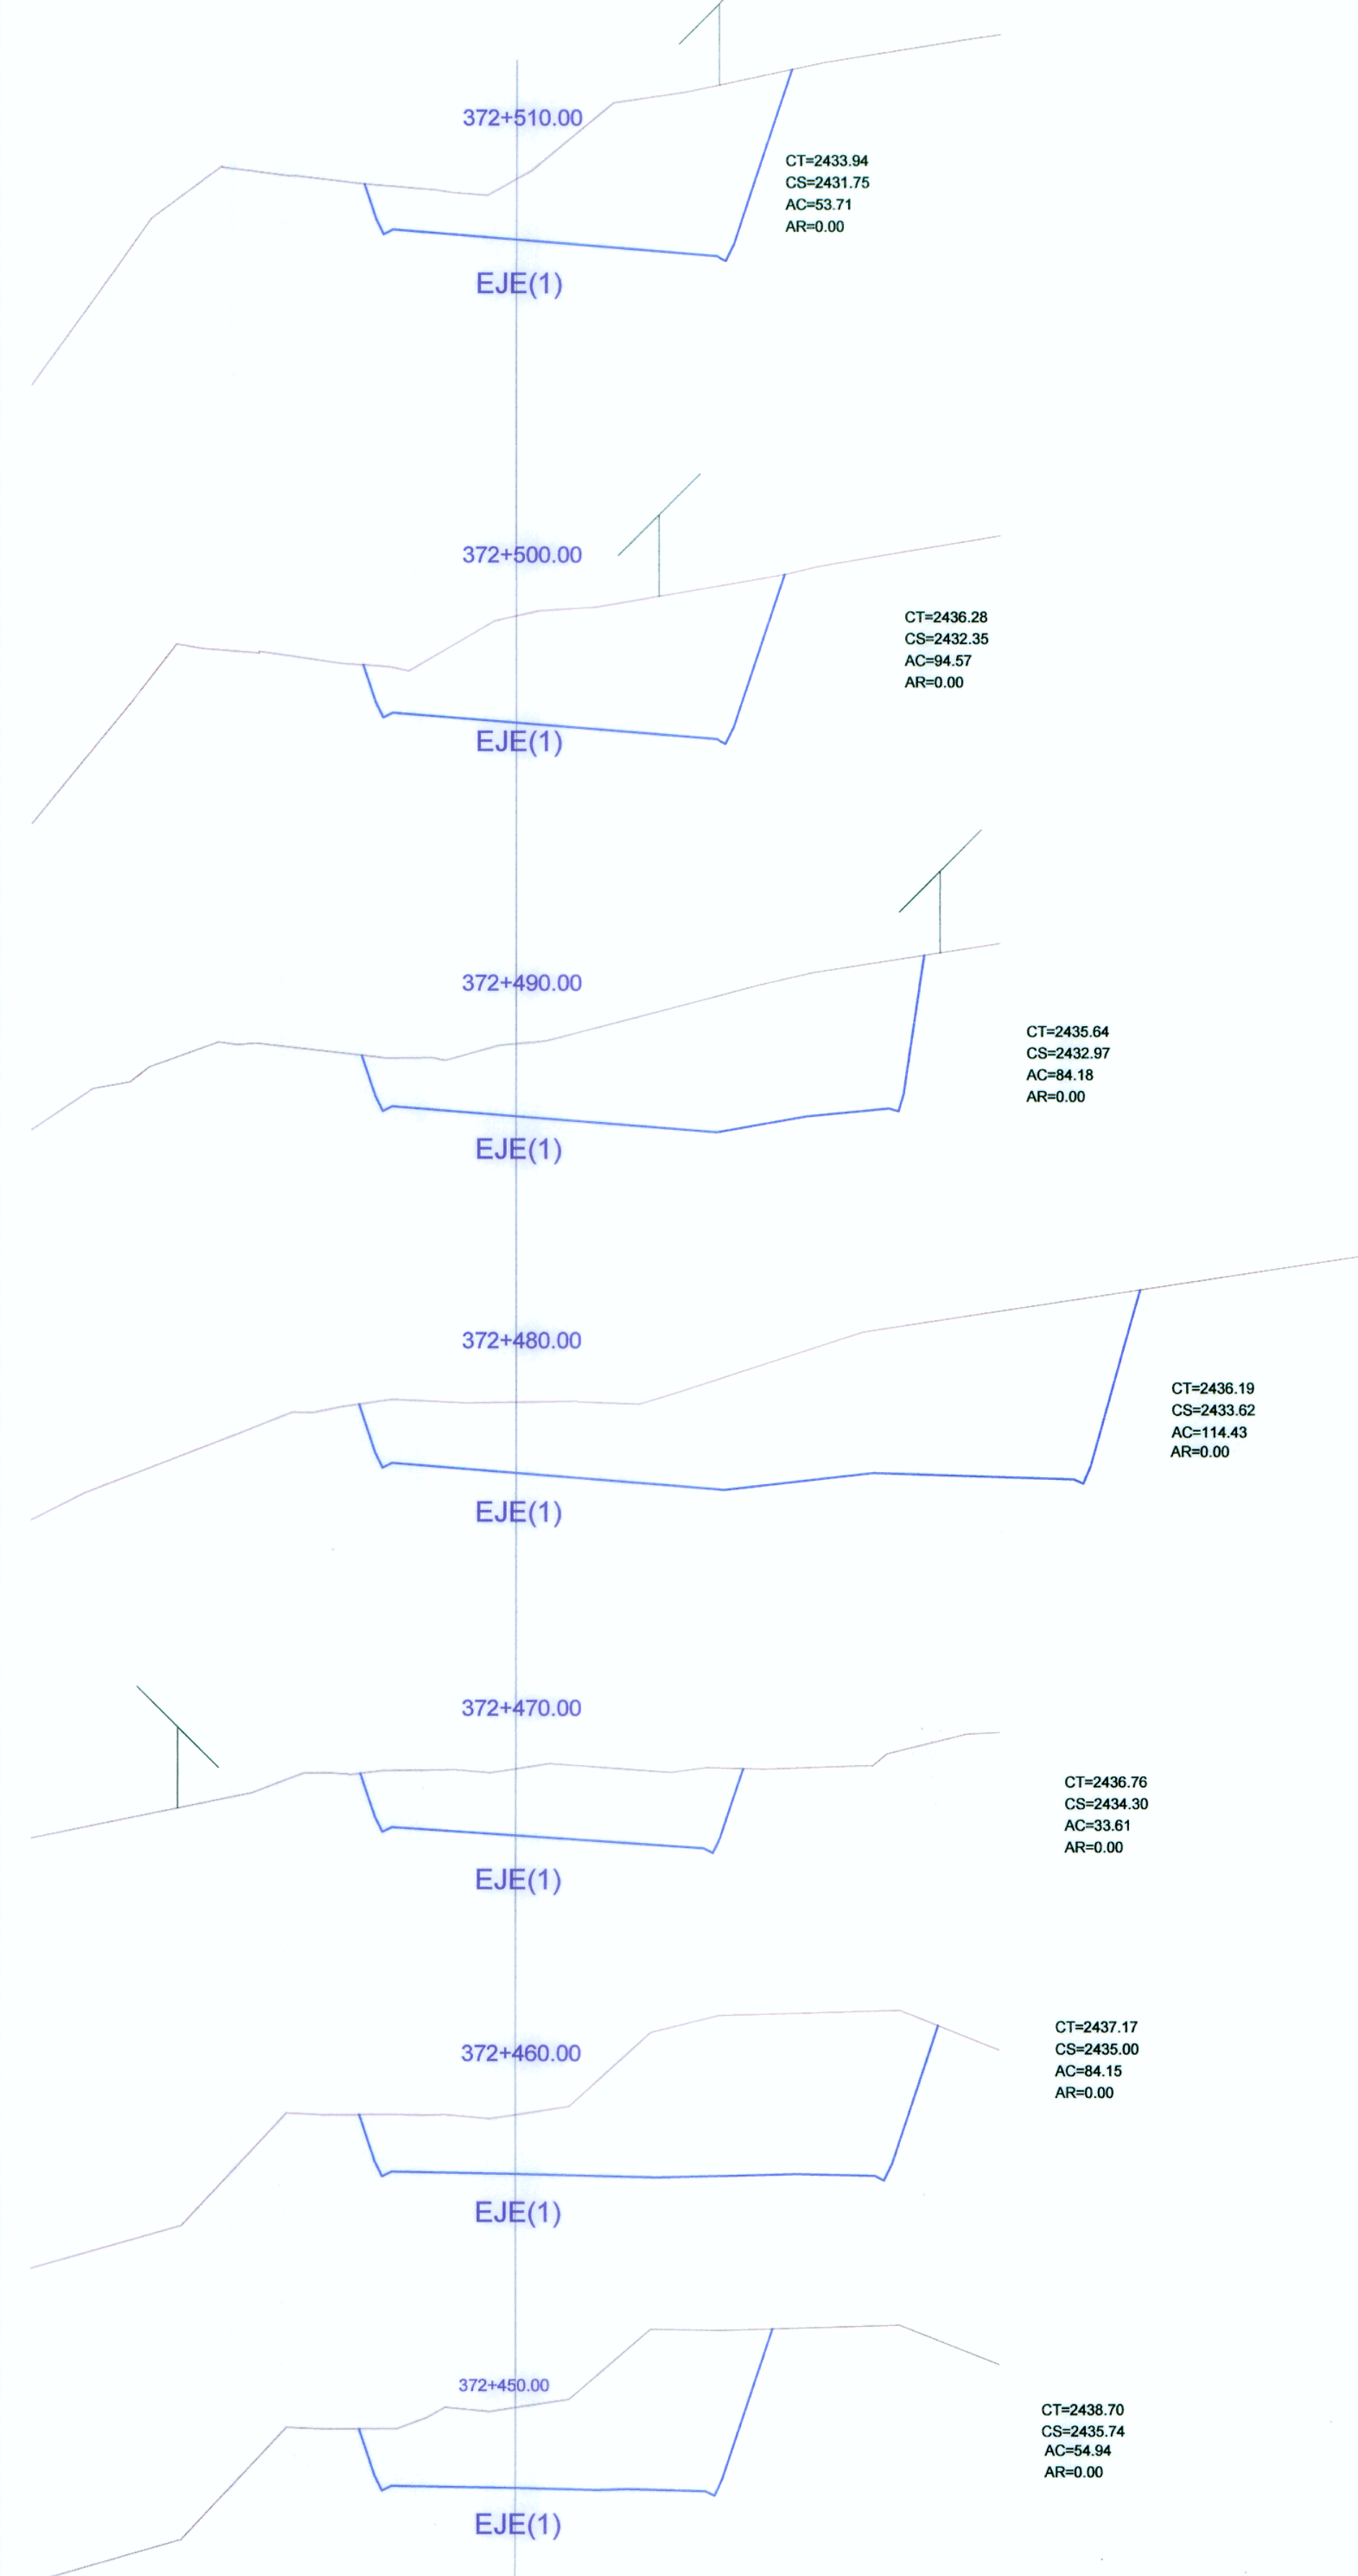 372+510.00
CT=2433.94
CS=2431.75
AC=53.71
AR=0.00
EJE(1)
372+500.00
CT=2436.28
CS=2432.35
AC=94.57
AR=0.00
EJE(1)
372+490.00
CT=2435.64
CS=2432.97
AC=84.18
AR=0.00
EJE(1)
372+480.00
CT=2436.19
CS=2433.62
AC=114.43
AR=0.00
EJE(1)
372+470.00
CT=2436.76
CS=2434.30
AC=33.61
AR=0.00
EJE(1)
372+460.00
CT=2437.17
CS=2435.00
AC=84.15
AR=0.00
EJE(1)
372+450.00
CT=2438.70
CS=2435.74
AC=54.94
AR=0.00
EJE(1)